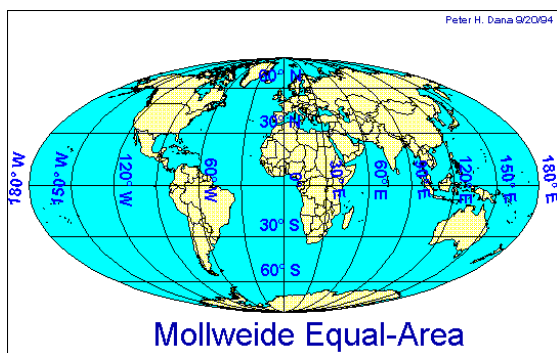 Peter H. Dana 9/20/94
60° N
30° N
180° W
150° W
120° W
60° W
0°
30° E
60° E
90° E
120° E
150° E
180° E
30° S
60° S
Mollweide Equal-Area